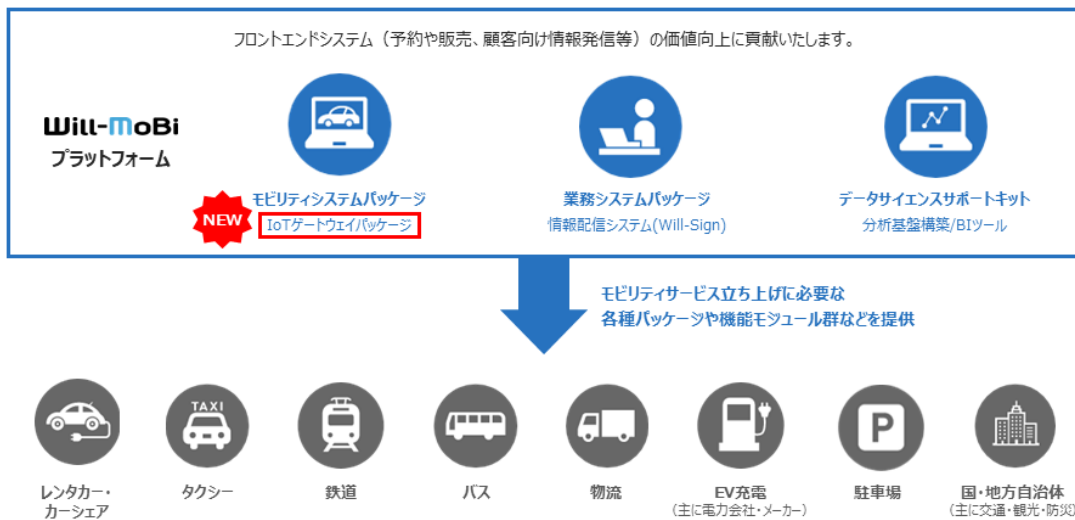 フロントエンドシステム（予約や販売、顧客向け情報発信等）の価値向上に貢献いたします。
Will-MoBi
プラットフォーム
モビリティシステムパッケージ
NEW
IoTゲートウェイパッケージ
業務システムパッケージ
情報配信システム(Will-Sign)
データサイエンスサポートキット
分析基盤構築/BIツール
モビリティサービス立ち上げに必要な
各種パッケージや機能モジュール群などを提供
レンタカー・
カーシェア
TAXI
タクシー
鉄道
バス
物流
EV充電
(主に電力会社・メーカー)
P
駐車場
国・地方自治体
(主に交通・観光・防災)